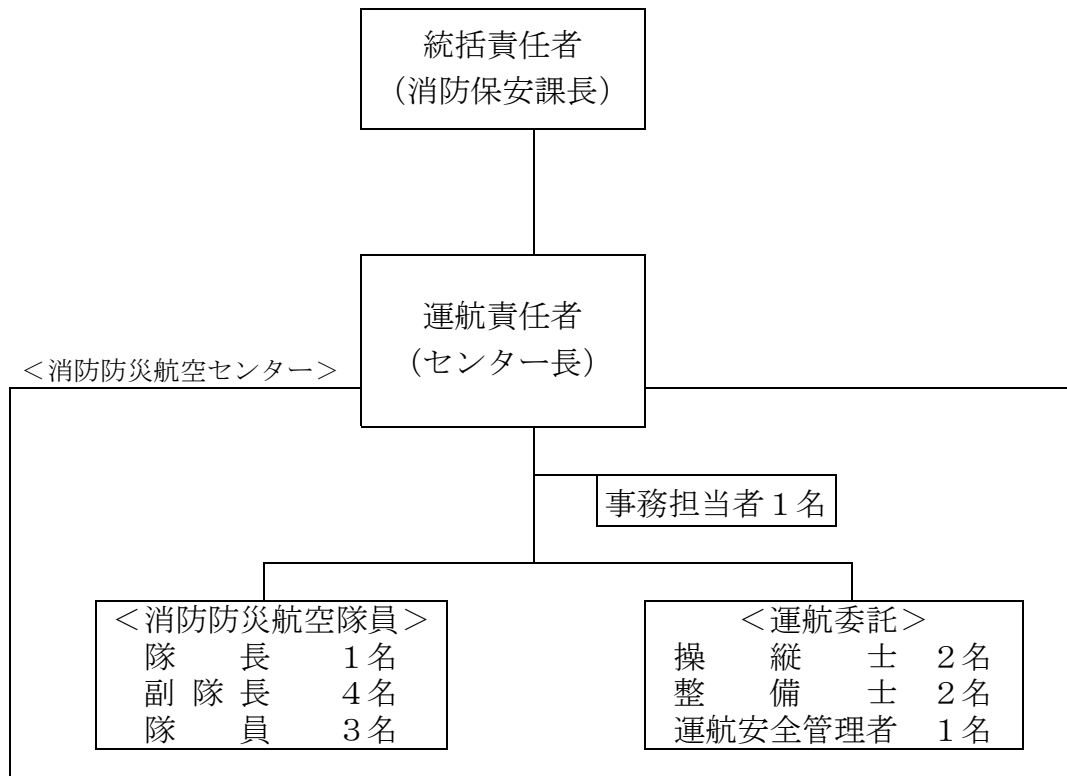 統括責任者
（消防保安課長）
運航責任者
（センター長）
＜消防防災航空センター＞
事務担当者１名
＜消防防災航空隊員＞
隊　　長　　１名
副 隊 長　　４名
隊　　員　　３名
＜運航委託＞
操　　縦　　士　２名
整　　備　　士　２名
運航安全管理者　１名